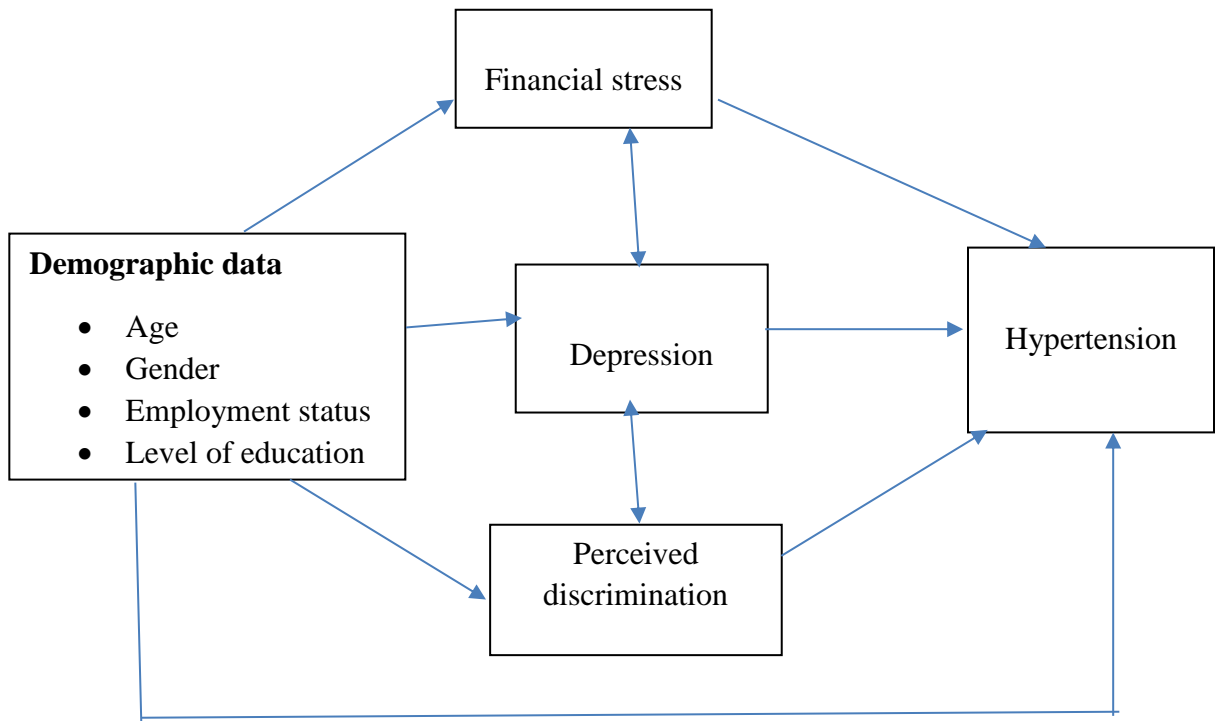 Financial stress
Demographic data
• Age
• Gender
• Employment status
• Level of education
Depression
Hypertension
Perceived
discrimination